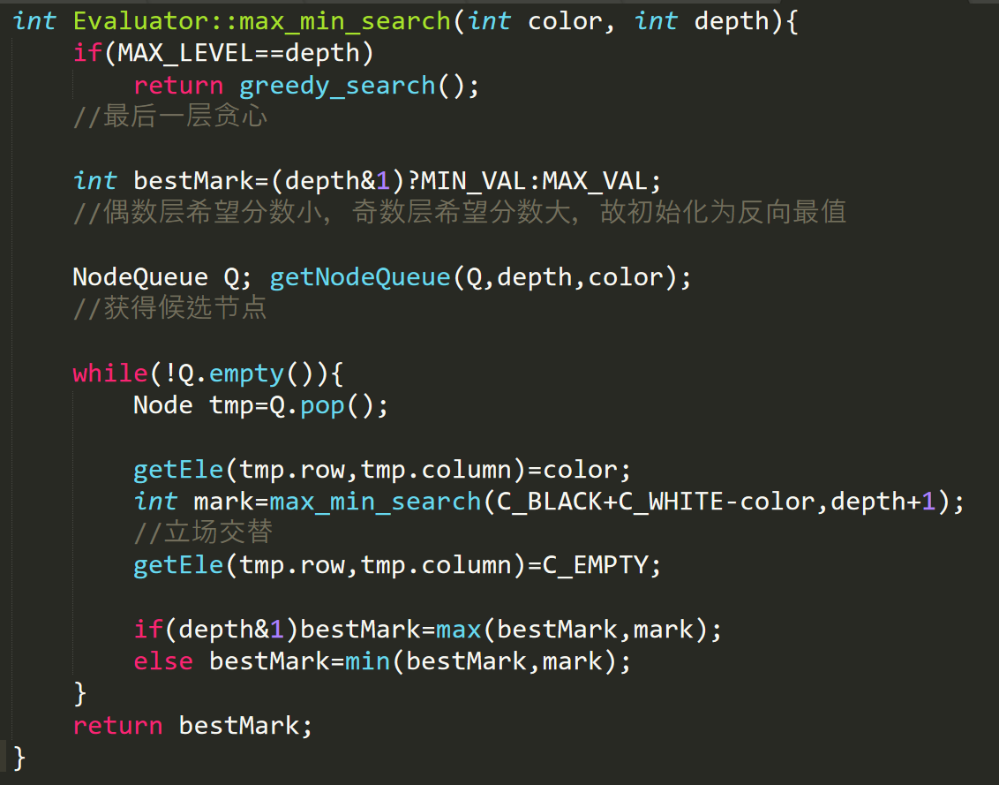 int Evaluator::max_min_search(int color, int depth){
if(MAX_LEVEL==depth)
return greedy_search();
//最后一层贪心
int bestMark=(depth&1)?MIN_VAL:MAX_VAL;
//偶数层希望分数小，奇数层希望分数大，故初始化为反向最值
NodeQueue Q; getNodeQueue(Q,depth,color);
//获得候选节点
while(!Q.empty()){
Node tmp=Q.pop();
getEle(tmp.row,tmp.column)=color;
int mark=max_min_search(C_BLACK+C_WHITE-color,depth+1);
//立场交替
getEle(tmp.row,tmp.column)=C_EMPTY;
if(depth&1)bestMark=max(bestMark,mark);
else bestMark=min(bestMark,mark);
}
return bestMark;
}